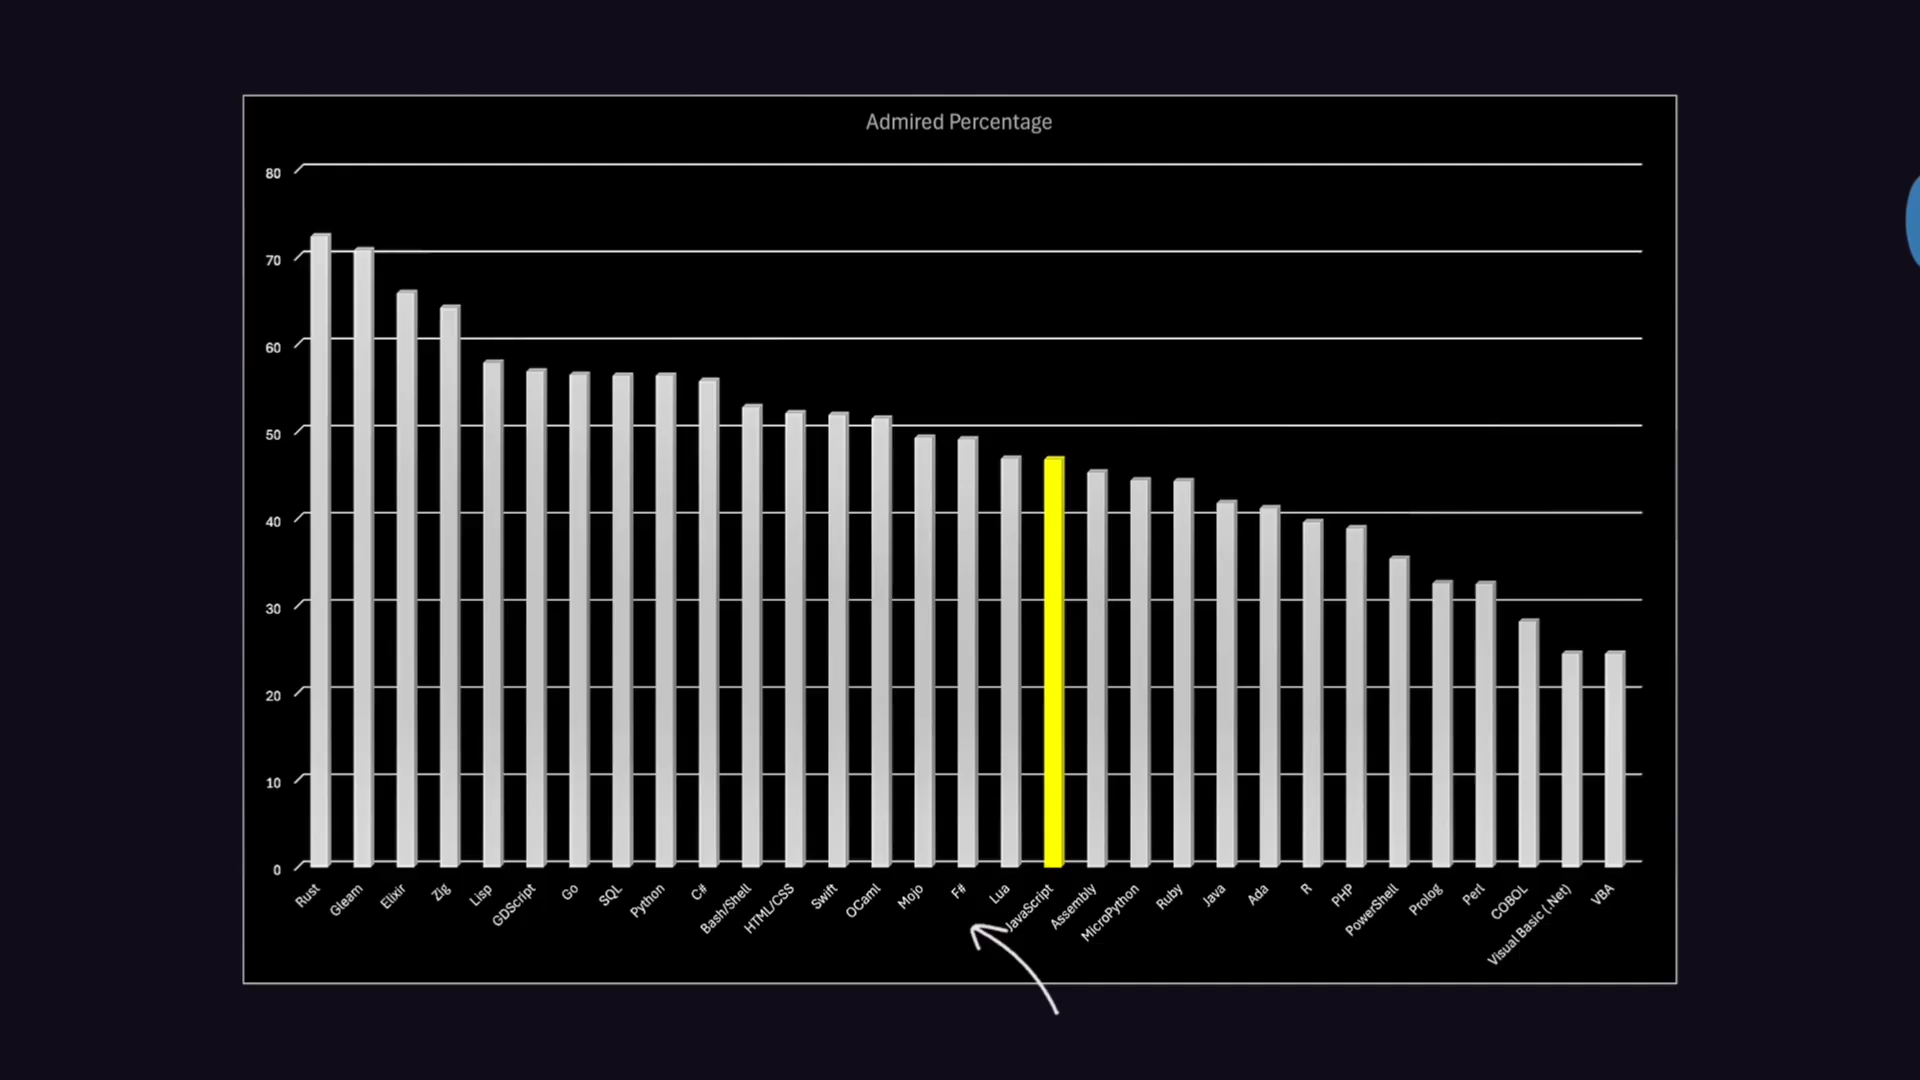 Admired Percentage
80
70
60
50
40
30
20
10
0
Rust
Gleam
Elixir
Zig
Lisp
GDScript
Go
SQL
Python
C#
Bash/Shell
HTML/CSS
Swift
OCaml
Mojo
F#
Lua
JavaScript
Assembly
MicroPython
Ruby
Java
Ada
R
PHP
PowerShell
Prolog
Perl
COBOL
Visual Basic (.Net)
VBA